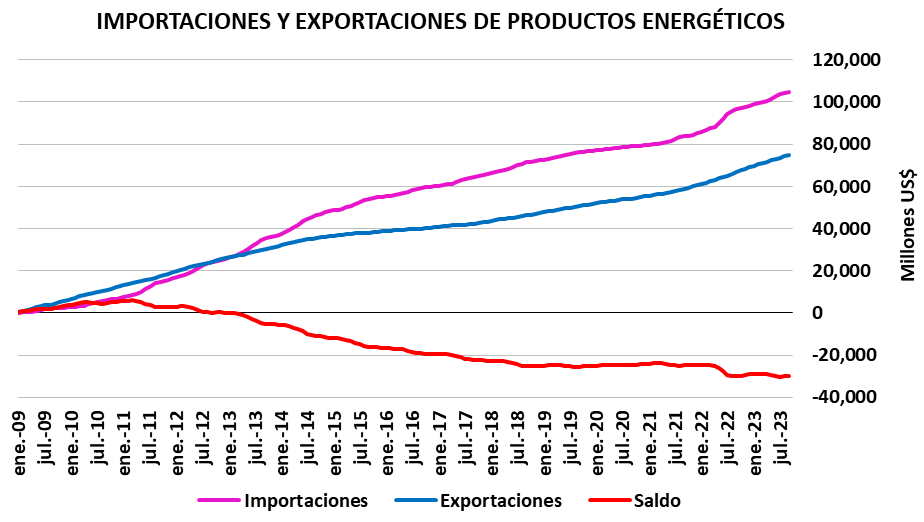 IMPORTACIONES Y EXPORTACIONES DE PRODUCTOS ENERGÉTICOS
120,000
100,000
80,000
60,000
40,000
20,000
0
-20,000
-40,000
Millones US$
ene.-09
jul.-09
ene.-10
jul.-10
ene.-11
jul.-11
ene.-12
jul.-12
ene.-13
jul.-13
ene.-14
jul.-14
ene.-15
jul.-15
ene.-16
jul.-16
ene.-17
jul.-17
ene.-18
jul.-18
ene.-19
jul.-19
ene.-20
jul.-20
ene.-21
jul.-21
ene.-22
jul.-22
ene.-23
jul.-23
Importaciones
Exportaciones
Saldo